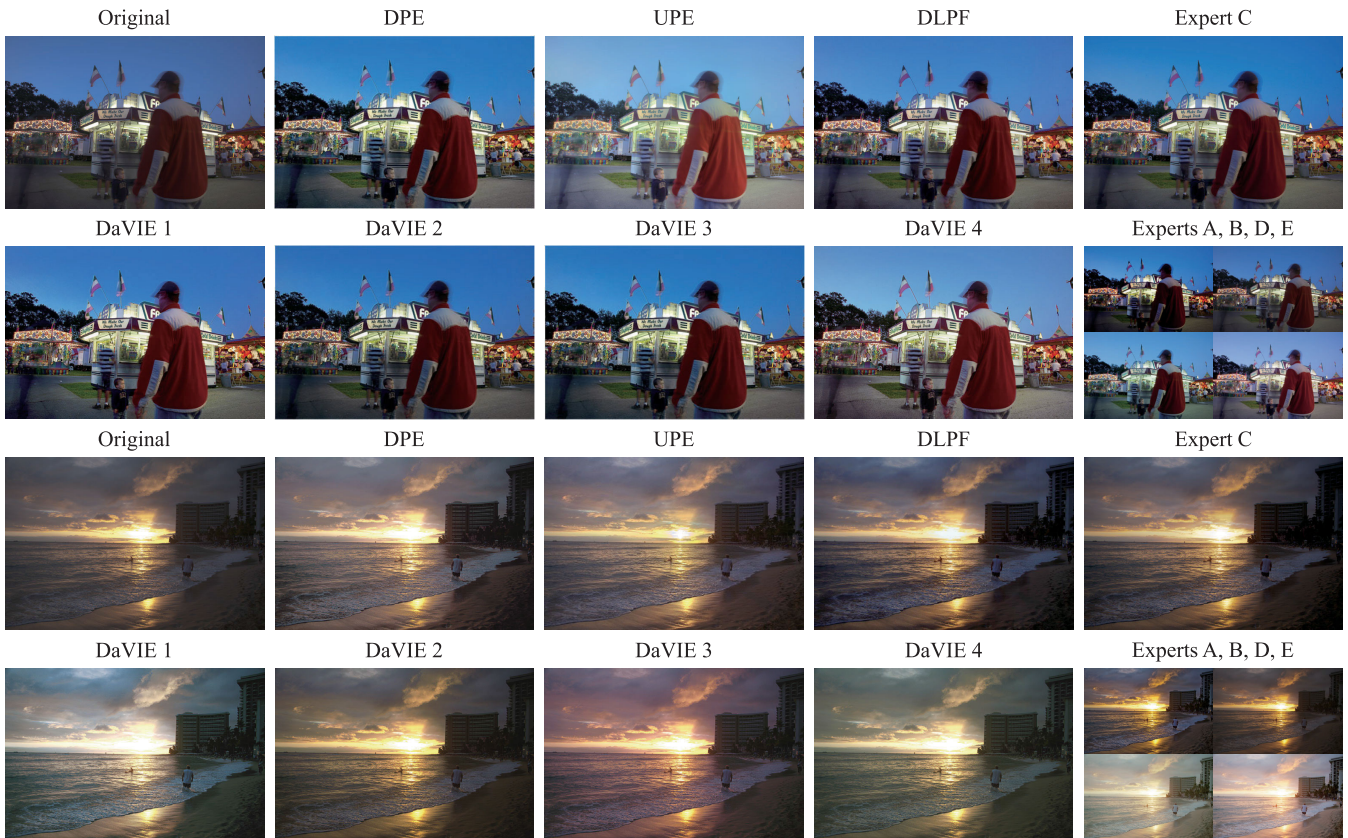 Original DPE UPE DLPF Expert C
DaVIE 1 DaVIE 2 DaVIE 3 DaVIE 4 Experts A, B, D, E
Original DPE UPE DLPF Expert C
DaVIE 1 DaVIE 2 DaVIE 3 DaVIE 4 Experts A, B, D, E